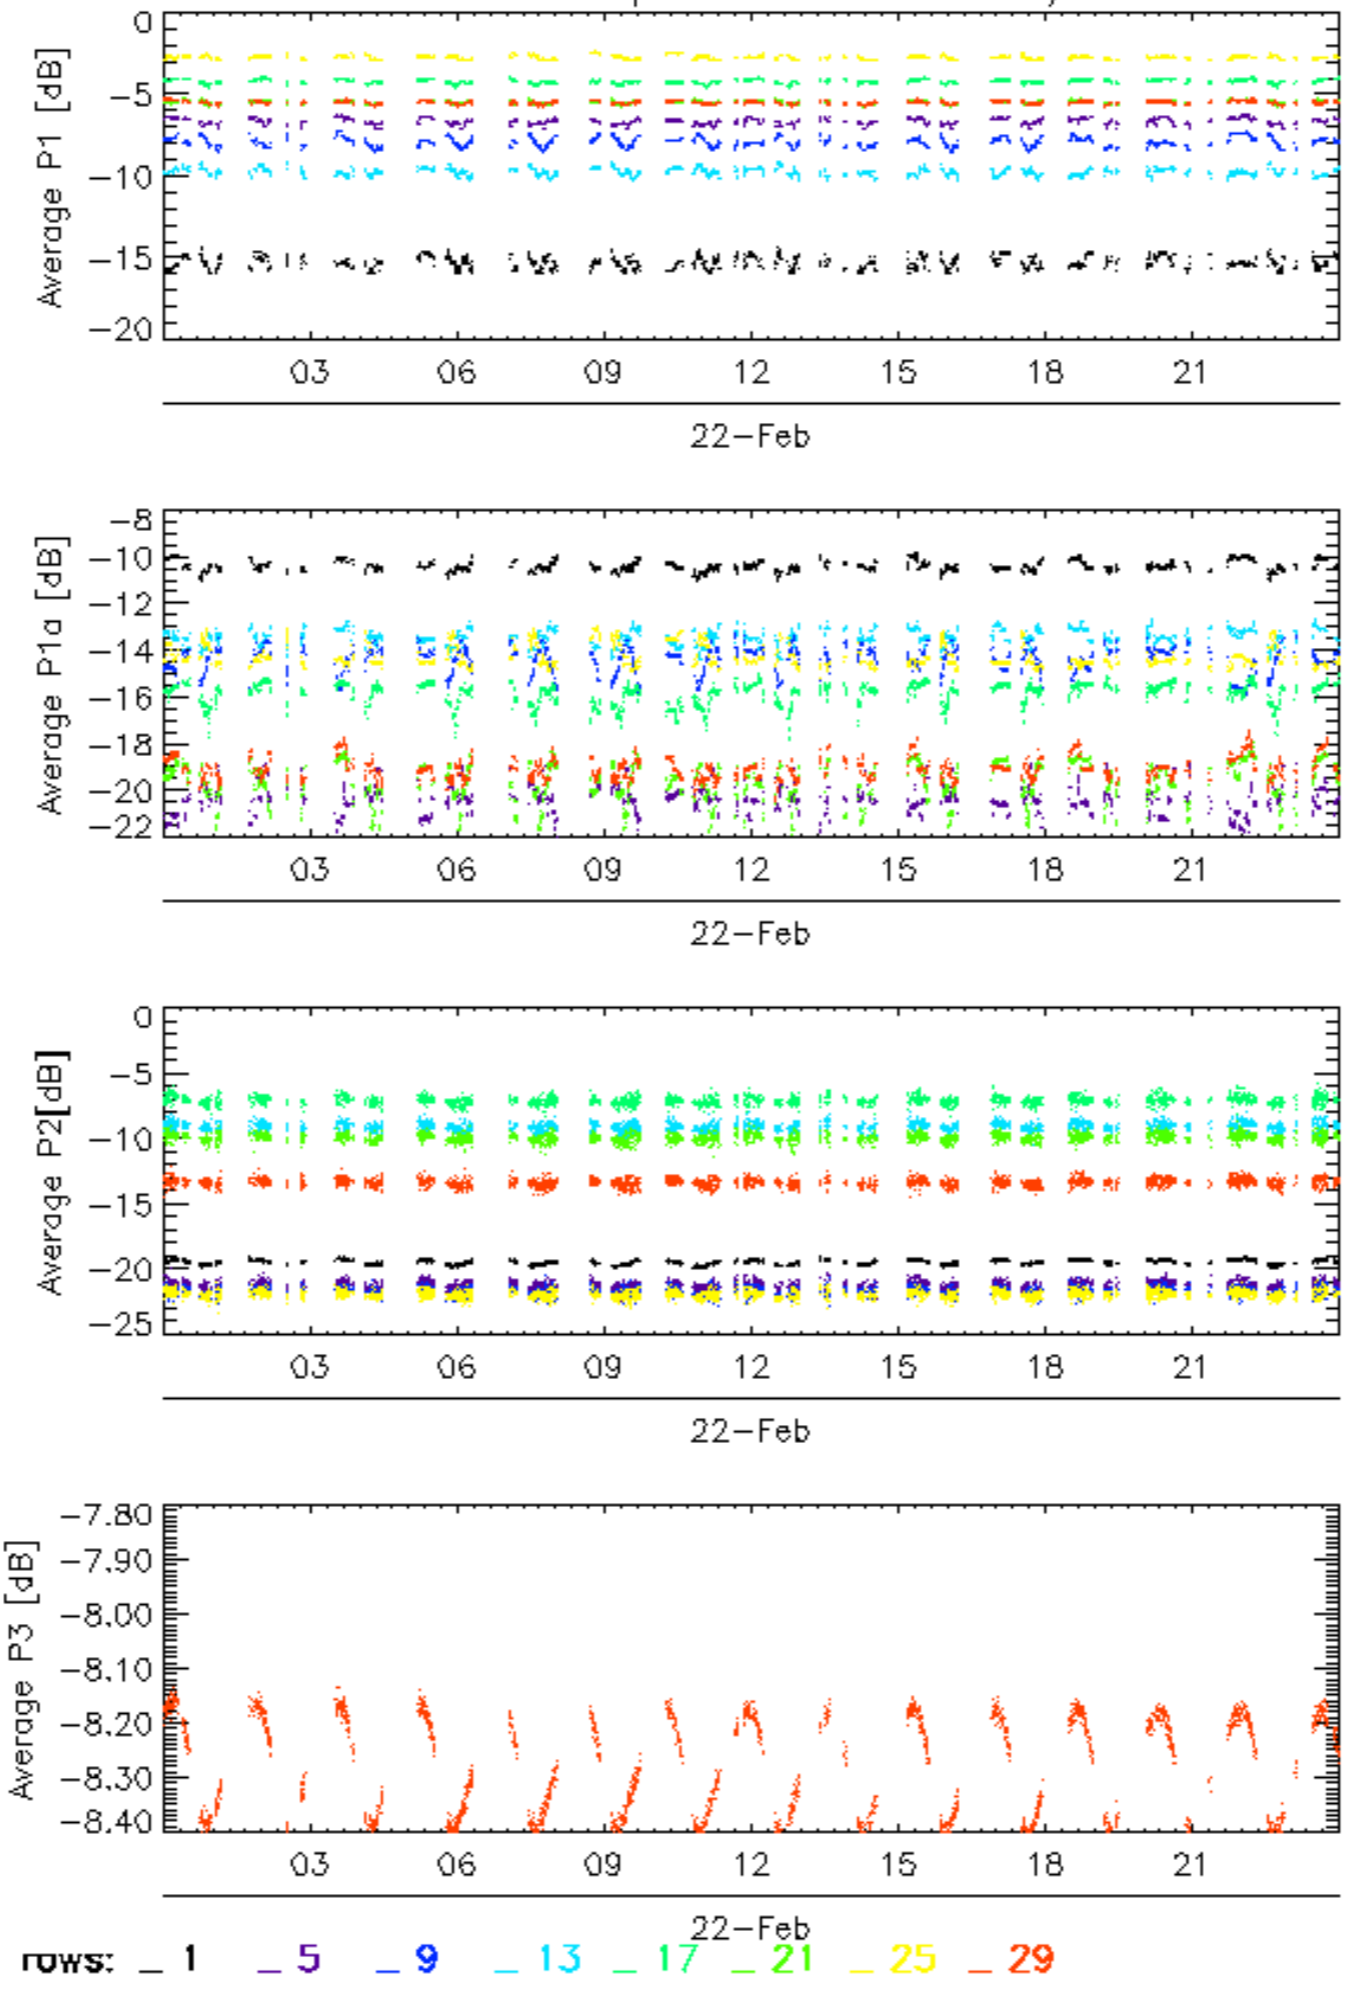 0
−5
−10
−15
−20
Average P1 [dB]
03 06 09 12 15 18 21
22−Feb
−8
−10
−12
−14
−16
−18
−20
−22
Average P1a [dB]
03 06 09 12 15 18 21
22−Feb
0
−5
−10
−15
−20
−25
Average P2[dB]
03 06 09 12 15 18 21
22−Feb
−7.80
−7.90
−8.00
−8.10
−8.20
−8.30
−8.40
Average P3 [dB]
03 06 09 12 15 18 21
22−Feb
rows: _ 1 _ 5 _ 9 _ 13 _ 17 _ 21 _ 25 _ 29